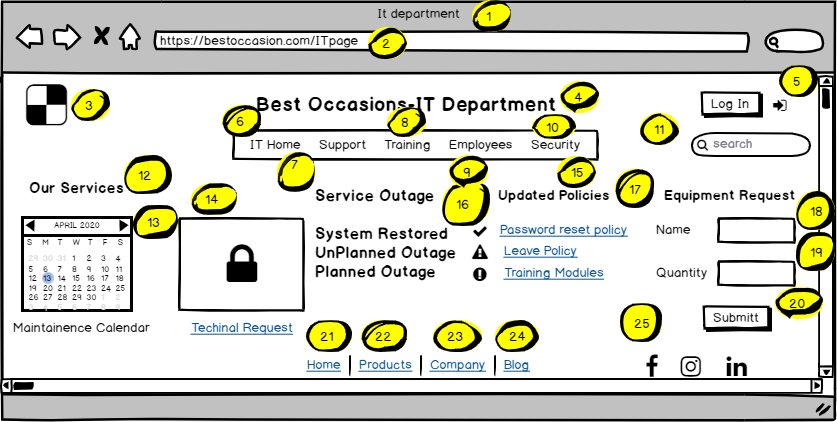 It department
1
https://bestoccasion.com/ITpage
2
3
Best Occasions-IT Department
4
5
Log In
6
8
10
11
IT Home Support Training Employees Security
search
7
9
12
Our Services
13
14
15
16
17
Service Outage
Updated Policies
Equipment Request
18
APRIL 2020
S M T W T F S
29 30 31 1 2 3 4
5 6 7 8 9 10 11
12 13 14 15 16 17 18
19 20 21 22 23 24 25
26 27 28 29 30 1 2
3 4 5 6 7 8 9
System Restored
UnPlanned Outage
Planned Outage
Password reset policy
Leave Policy
Training Modules
Name
19
Quantity
20
Submitt
Maintainence Calendar
Techinal Request
21
22
23
24
25
Home Products Company Blog
f
in